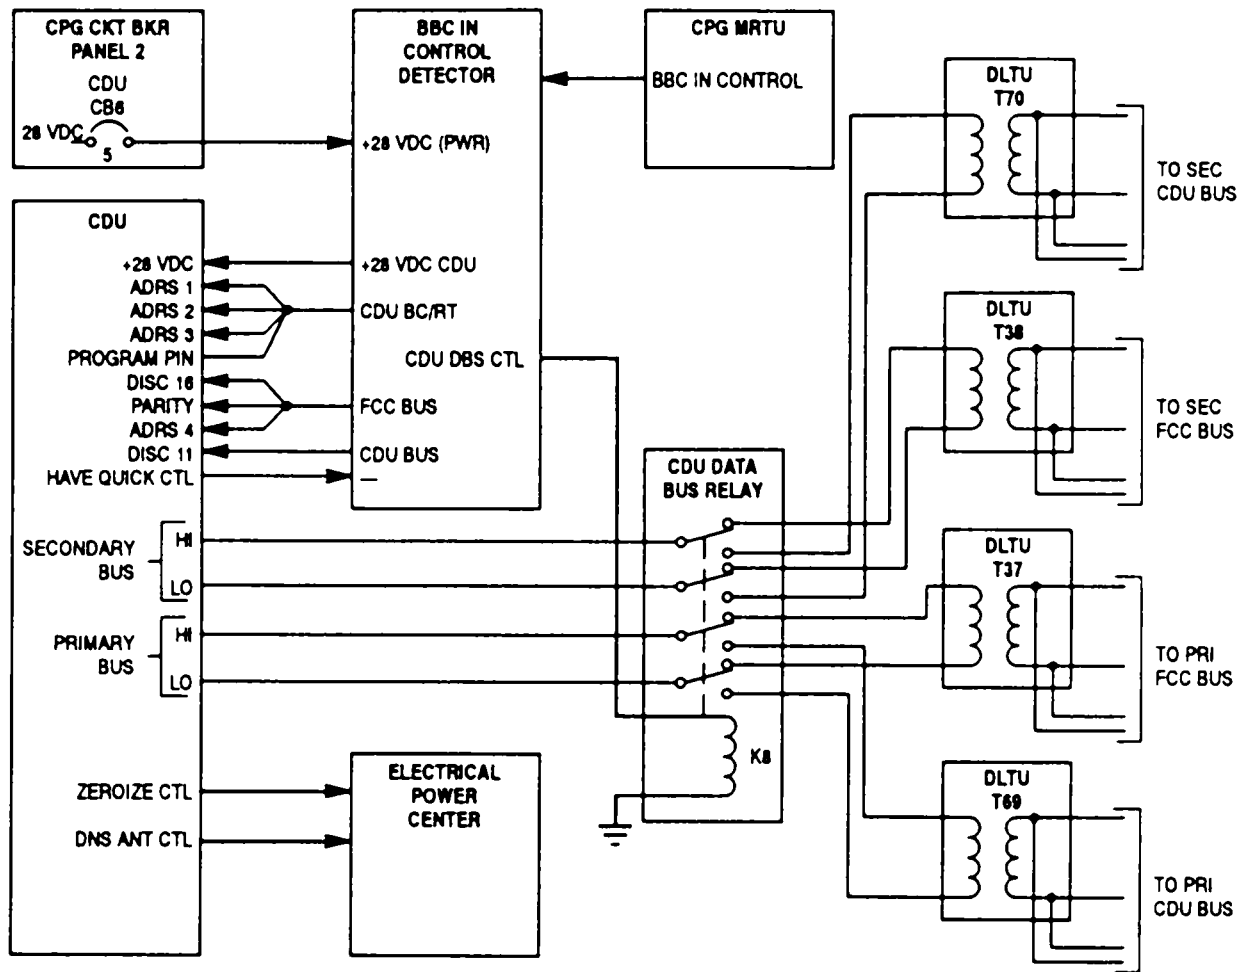 CPG CKT BKR
PANEL 2
CDU
CB6
28 VDC
5
BBC IN
CONTROL
DETECTOR
+28 VDC (PWR)
+28 VDC CDU
CDU BC/RT
CDU DBS CTL
FCC BUS
CDU BUS
—
CPG MRTU
BBC IN CONTROL
CDU
+28 VDC
ADRS 1
ADRS 2
ADRS 3
PROGRAM PIN
DISC 16
PARITY
ADRS 4
DISC 11
HAVE QUICK CTL
SECONDARY
BUS
HI
LO
PRIMARY
BUS
HI
LO
ZEROIZE CTL
DNS ANT CTL
ELECTRICAL
POWER
CENTER
CDU DATA
BUS RELAY
K8
DLTU
T70
TO SEC
CDU BUS
DLTU
T38
TO SEC
FCC BUS
DLTU
T37
TO PRI
FCC BUS
DLTU
T69
TO PRI
CDU BUS